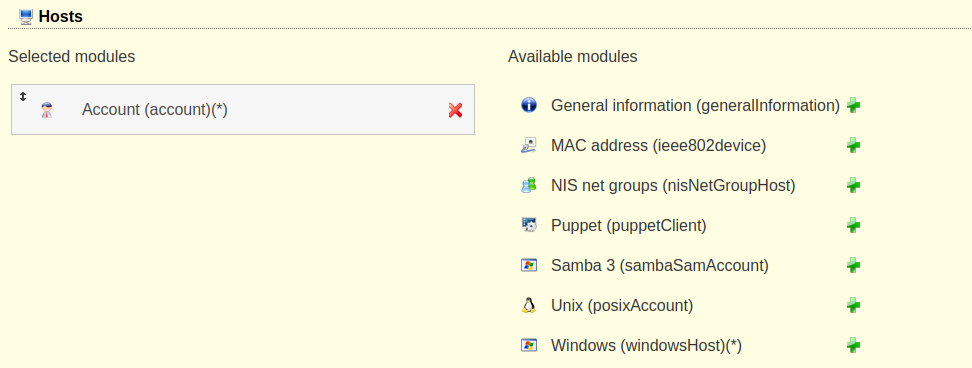 Hosts
Selected modules
Available modules
Account (account)(*)
General information (generalInformation)
MAC address (ieee802device)
NIS net groups (nisNetGroupHost)
Puppet (puppetClient)
Samba 3 (sambaSamAccount)
Unix (posixAccount)
Windows (windowsHost)(*)